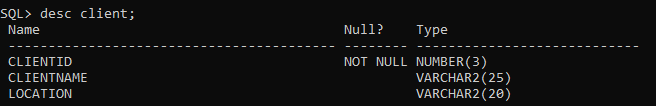 SQL> desc client;
Name Null? Type
----------------------------------------- -------- ----------------------------
CLIENTID NOT NULL NUMBER(3)
CLIENTNAME VARCHAR2(25)
LOCATION VARCHAR2(20)